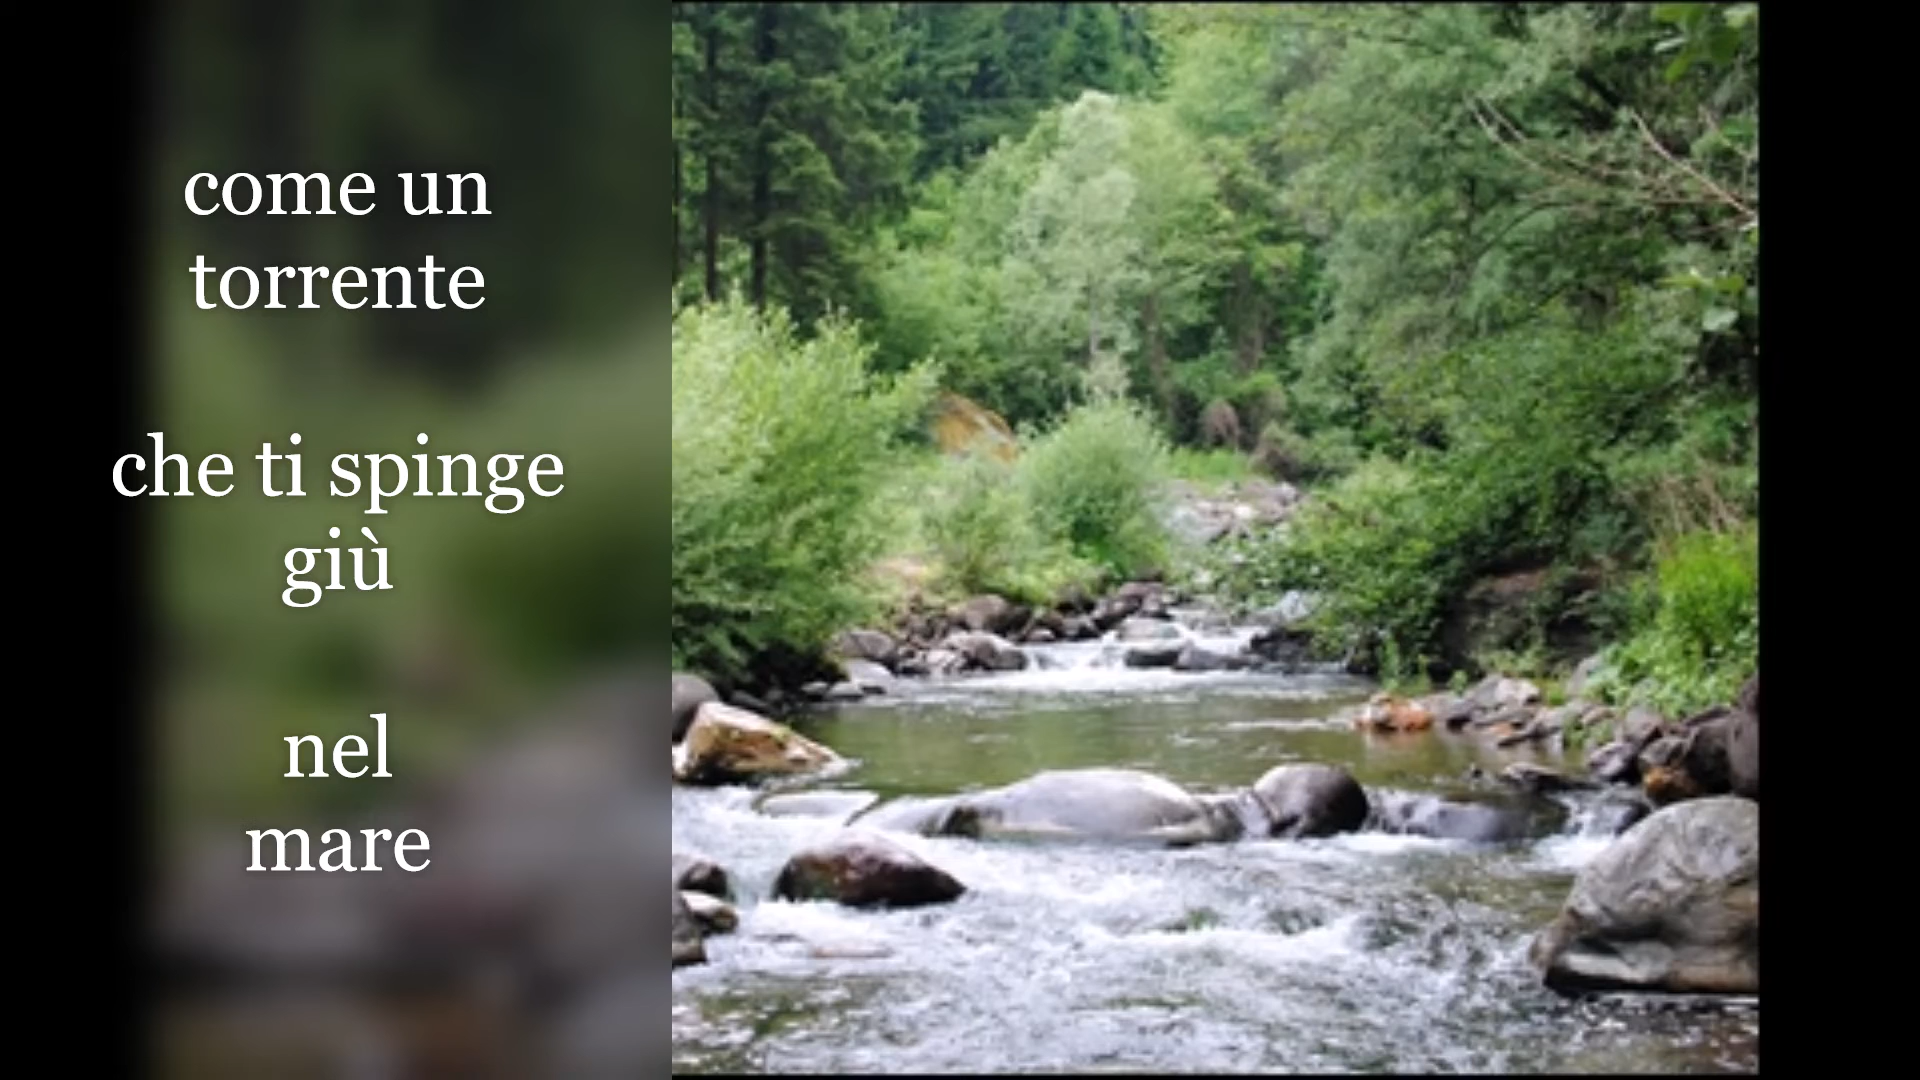 come un
torrente
che ti spinge
giù
nel
mare